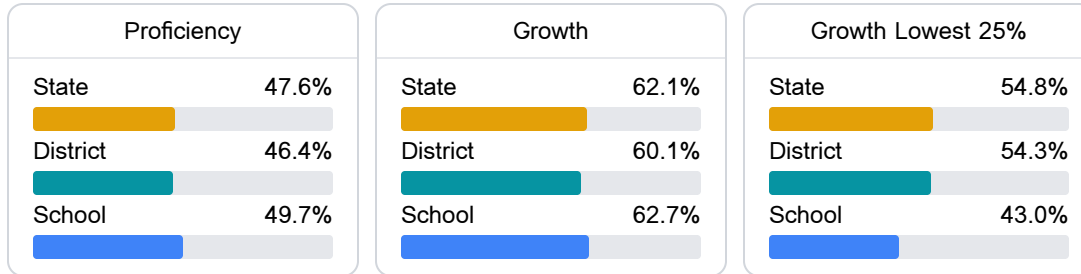 Proficiency
State 47.6%
District 46.4%
School 49.7%
Growth
State 62.1%
District 60.1%
School 62.7%
Growth Lowest 25%
State 54.8%
District 54.3%
School 43.0%